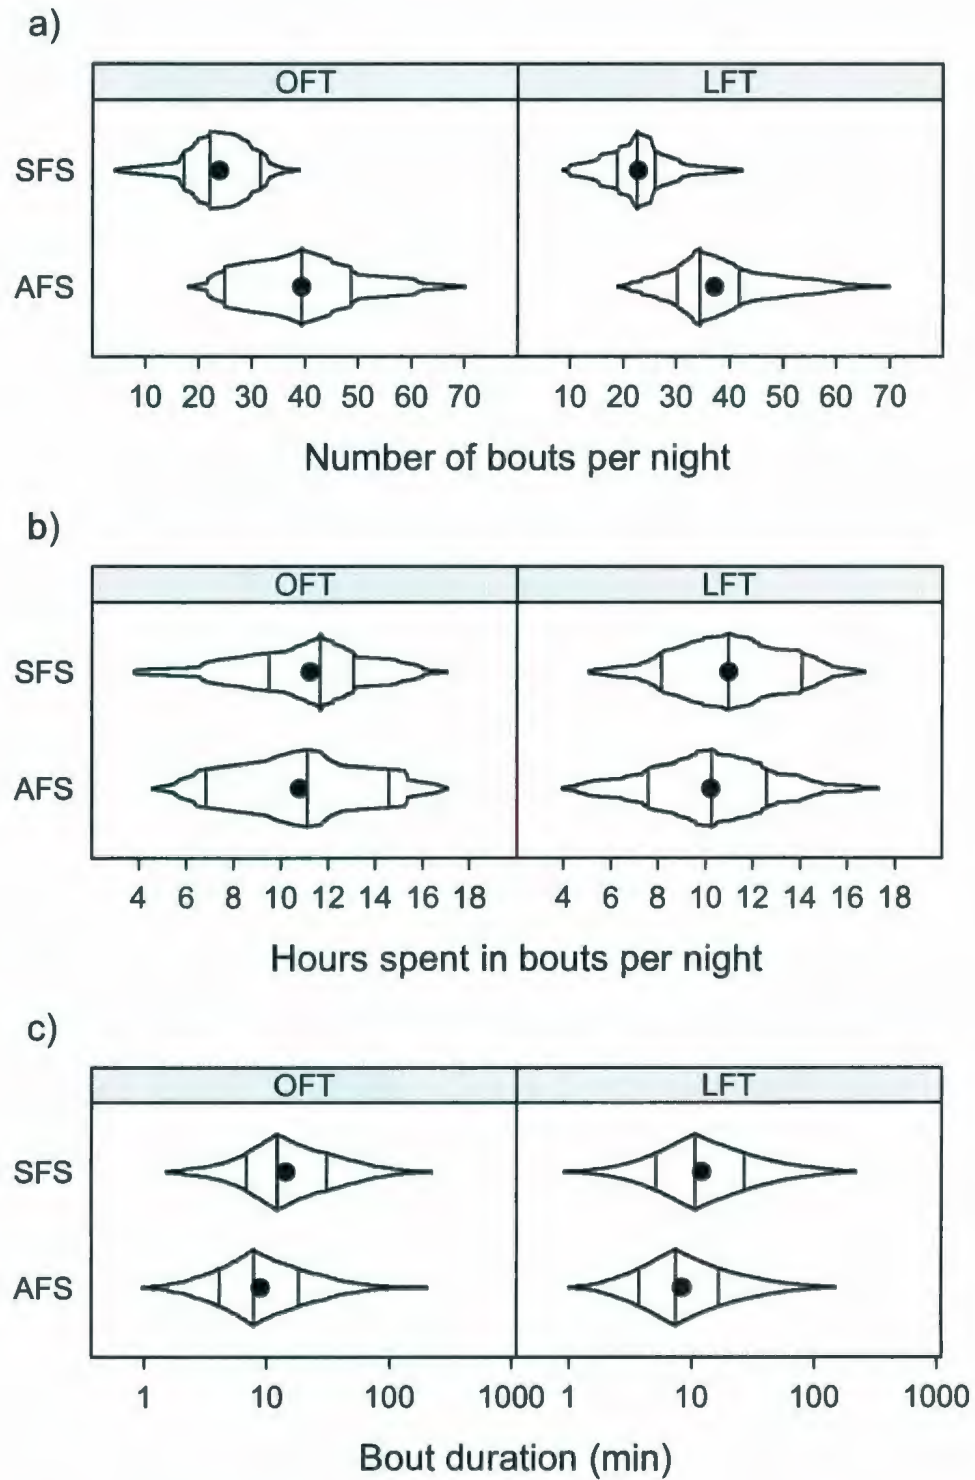 a)
OFT LFT
SFS
AFS
10 20 30 40 50 60 70 10 20 30 40 50 60 70
Number of bouts per night
b)
OFT LFT
SFS
AFS
4 6 8 10 12 14 16 18 4 6 8 10 12 14 16 18
Hours spent in bouts per night
c)
OFT LFT
SFS
AFS
1 10 100 1000 1 10 100 1000
Bout duration (min)